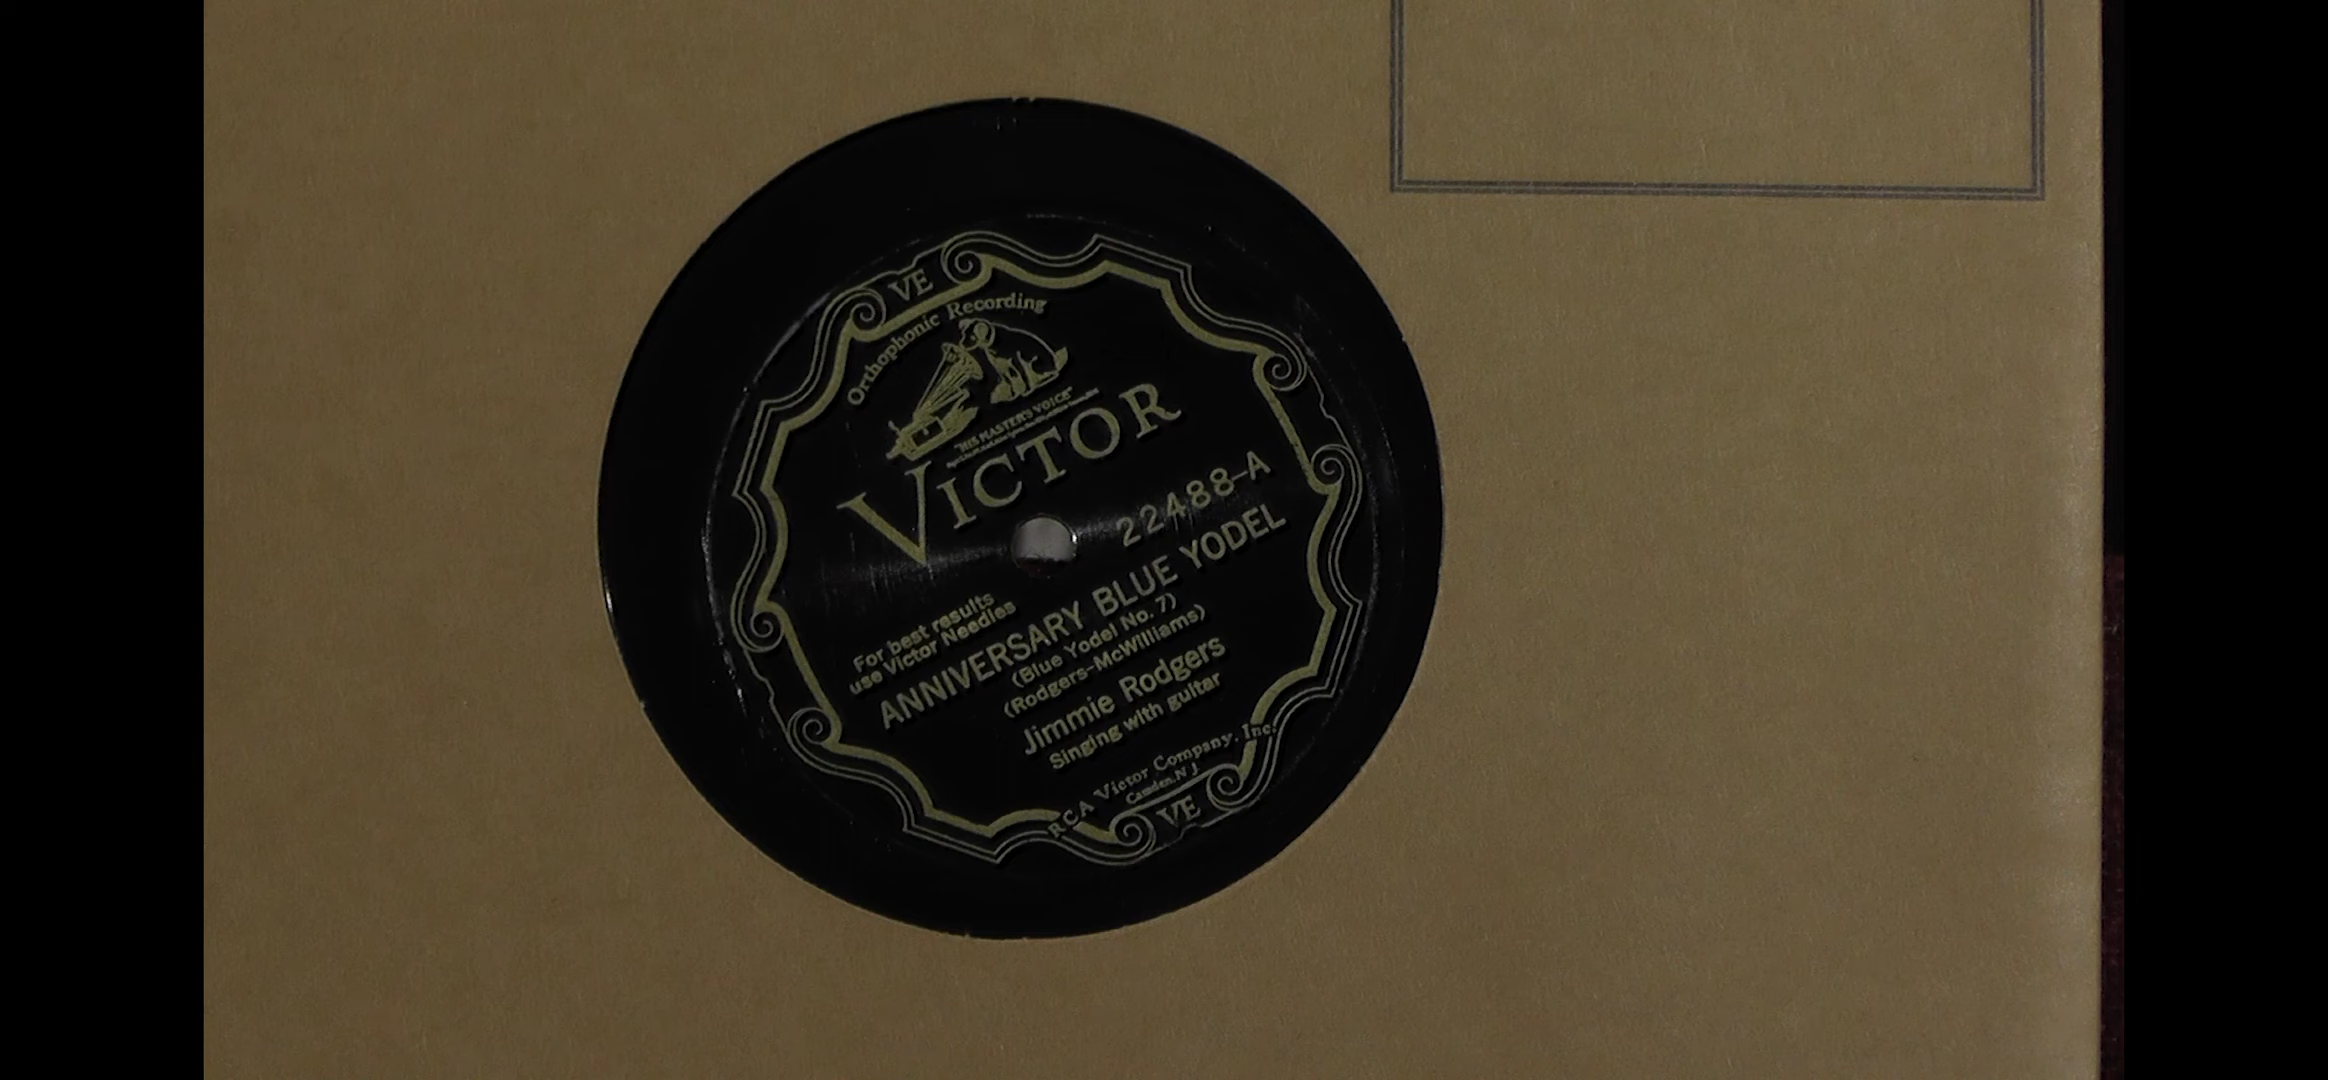 VE
Orthophonic Recording
"HIS MASTER'S VOICE"
VICTOR
22488-A
For best results
use Victor Needles
ANNIVERSARY BLUE YODEL
(Blue Yodel No. 7)
(Rodgers-McWilliams)
Jimmie Rodgers
Singing with guitar
RCA Victor Company, Inc.
Camden, N.J.
VE